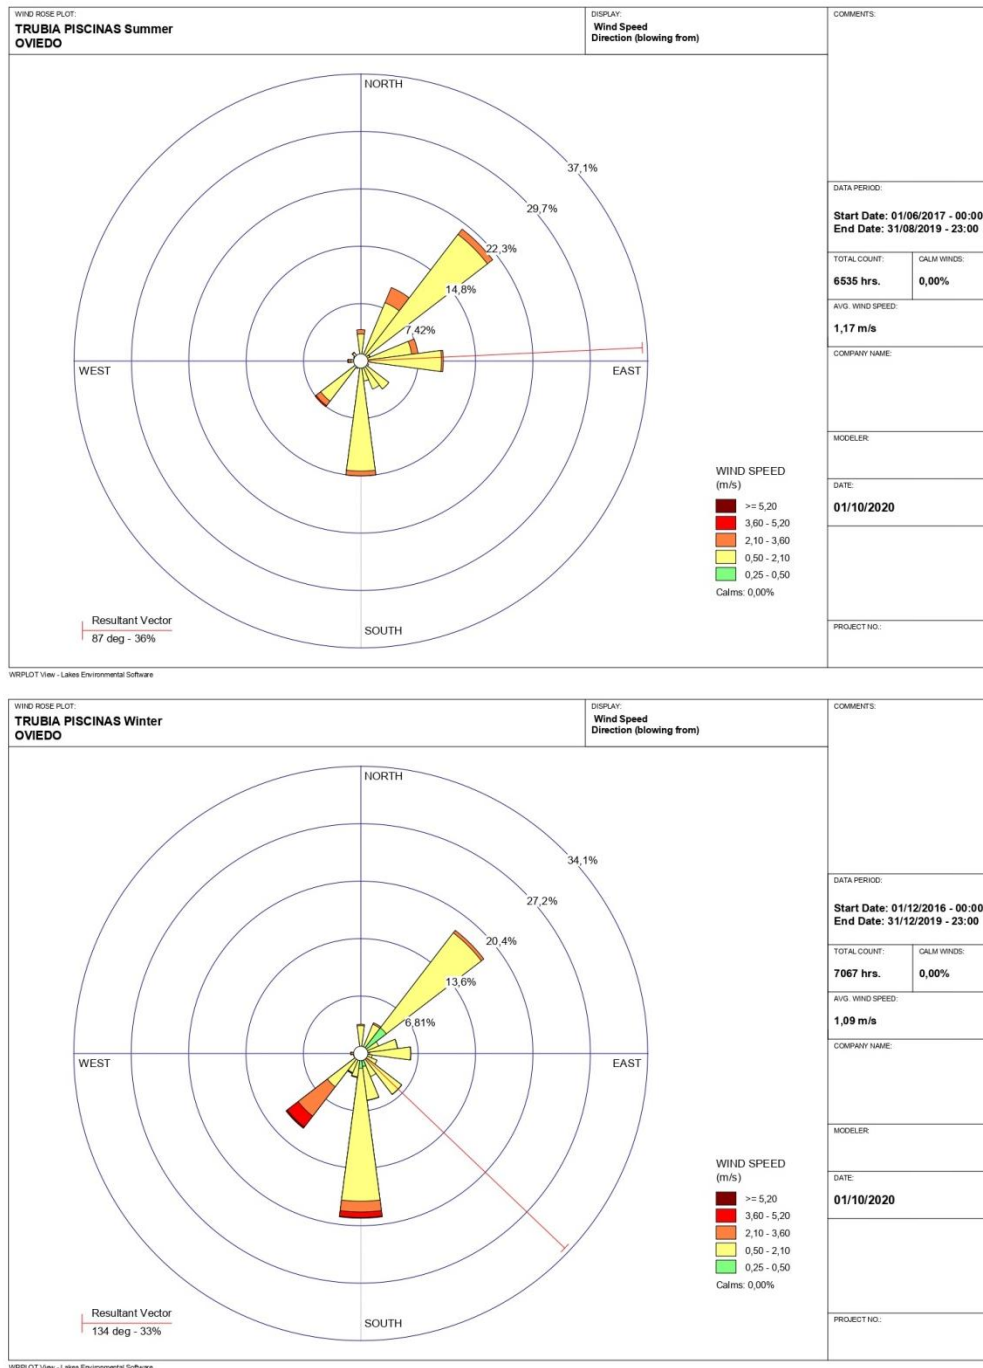 WIND ROSE PLOT:
TRUBIA PISCINAS Summer
OVIEDO
DISPLAY:
Wind Speed
Direction (blowing from)
COMMENTS:
NORTH
37,1%
29,7%
22,3%
14,8%
7,42%
WEST
EAST
SOUTH
WIND SPEED
(m/s)
>= 5,20
3,60 - 5,20
2,10 - 3,60
0,50 - 2,10
0,25 - 0,50
Calms: 0,00%
Resultant Vector
87 deg - 36%
DATA PERIOD:
Start Date: 01/06/2017 - 00:00
End Date: 31/08/2019 - 23:00
TOTAL COUNT:
6535 hrs.
CALM WINDS:
0,00%
AVG. WIND SPEED:
1,17 m/s
COMPANY NAME:
MODELER:
DATE:
01/10/2020
PROJECT NO.:
WRPLOT View - Lakes Environmental Software
WIND ROSE PLOT:
TRUBIA PISCINAS Winter
OVIEDO
DISPLAY:
Wind Speed
Direction (blowing from)
COMMENTS:
NORTH
34,1%
27,2%
20,4%
13,6%
6,81%
WEST
EAST
SOUTH
WIND SPEED
(m/s)
>= 5,20
3,60 - 5,20
2,10 - 3,60
0,50 - 2,10
0,25 - 0,50
Calms: 0,00%
Resultant Vector
134 deg - 33%
DATA PERIOD:
Start Date: 01/12/2016 - 00:00
End Date: 31/12/2019 - 23:00
TOTAL COUNT:
7067 hrs.
CALM WINDS:
0,00%
AVG. WIND SPEED:
1,09 m/s
COMPANY NAME:
MODELER:
DATE:
01/10/2020
PROJECT NO.:
WRPLOT View - Lakes Environmental Software